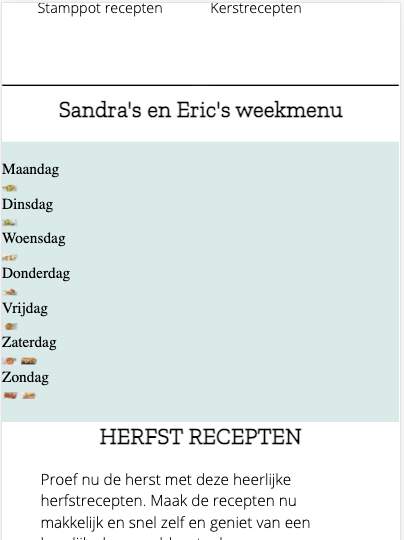 Stamppot recepten Kerstrecepten
Sandra's en Eric's weekmenu
Maandag
Dinsdag
Woensdag
Donderdag
Vrijdag
Zaterdag
Zondag
HERFST RECEPTEN
Proef nu de herst met deze heerlijke
herfstrecepten. Maak de recepten nu
makkelijk en snel zelf en geniet van een